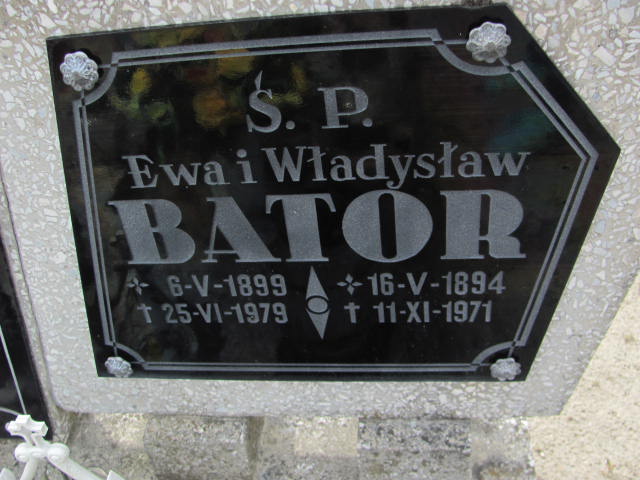 Ś. P.
Ewa i Władysław
BATOR
6-V-1899 16-V-1894
† 25-VI-1979 † 11-XI-1971